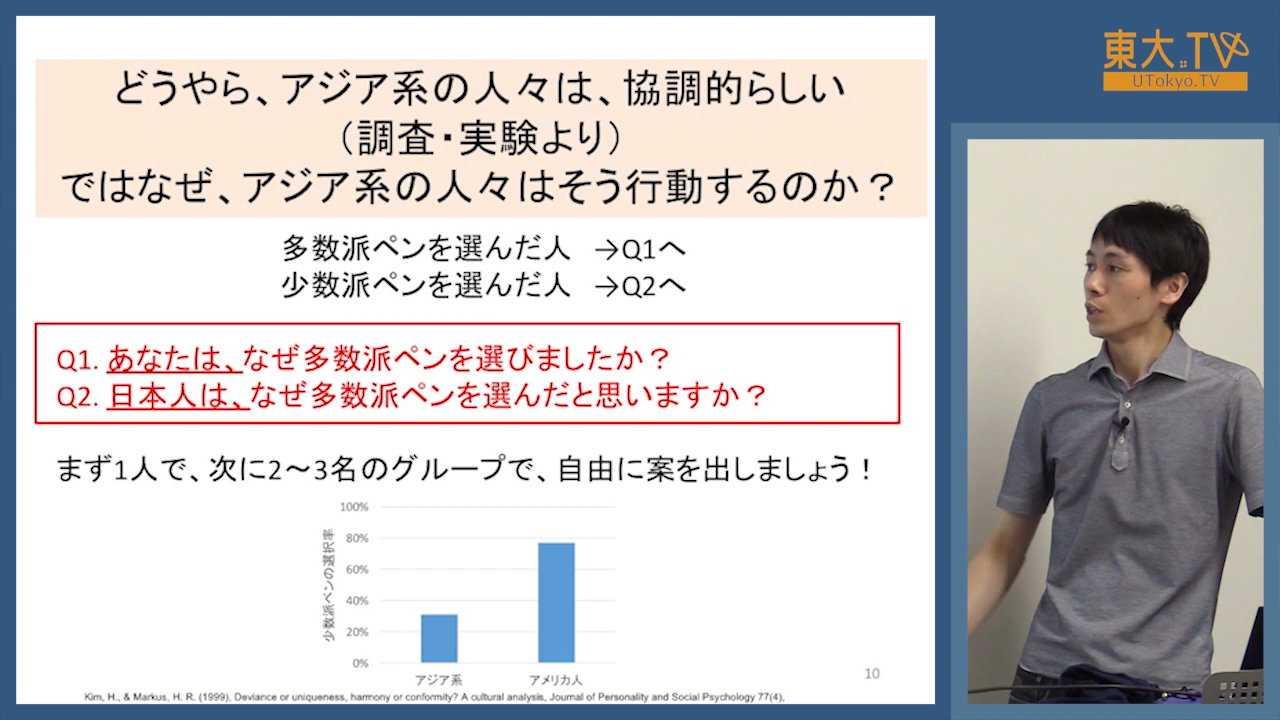 どうやら、アジア系の人々は、協調的らしい
（調査・実験より）
ではなぜ、アジア系の人々はそう行動するのか？
多数派ペンを選んだ人 →Q1へ
少数派ペンを選んだ人 →Q2へ
Q1. あなたは、なぜ多数派ペンを選びましたか？
Q2. 日本人は、なぜ多数派ペンを選んだと思いますか？
まず1人で、次に2～3名のグループで、自由に案を出しましょう！
少数派ペンの選択率
100%
80%
60%
40%
20%
0%
アジア系
アメリカ人
10
Kim, H., & Markus, H. R. (1999), Deviance or uniqueness, harmony or conformity? A cultural analysis, Journal of Personality and Social Psychology 77(4),
東大TV
UTokyo.TV